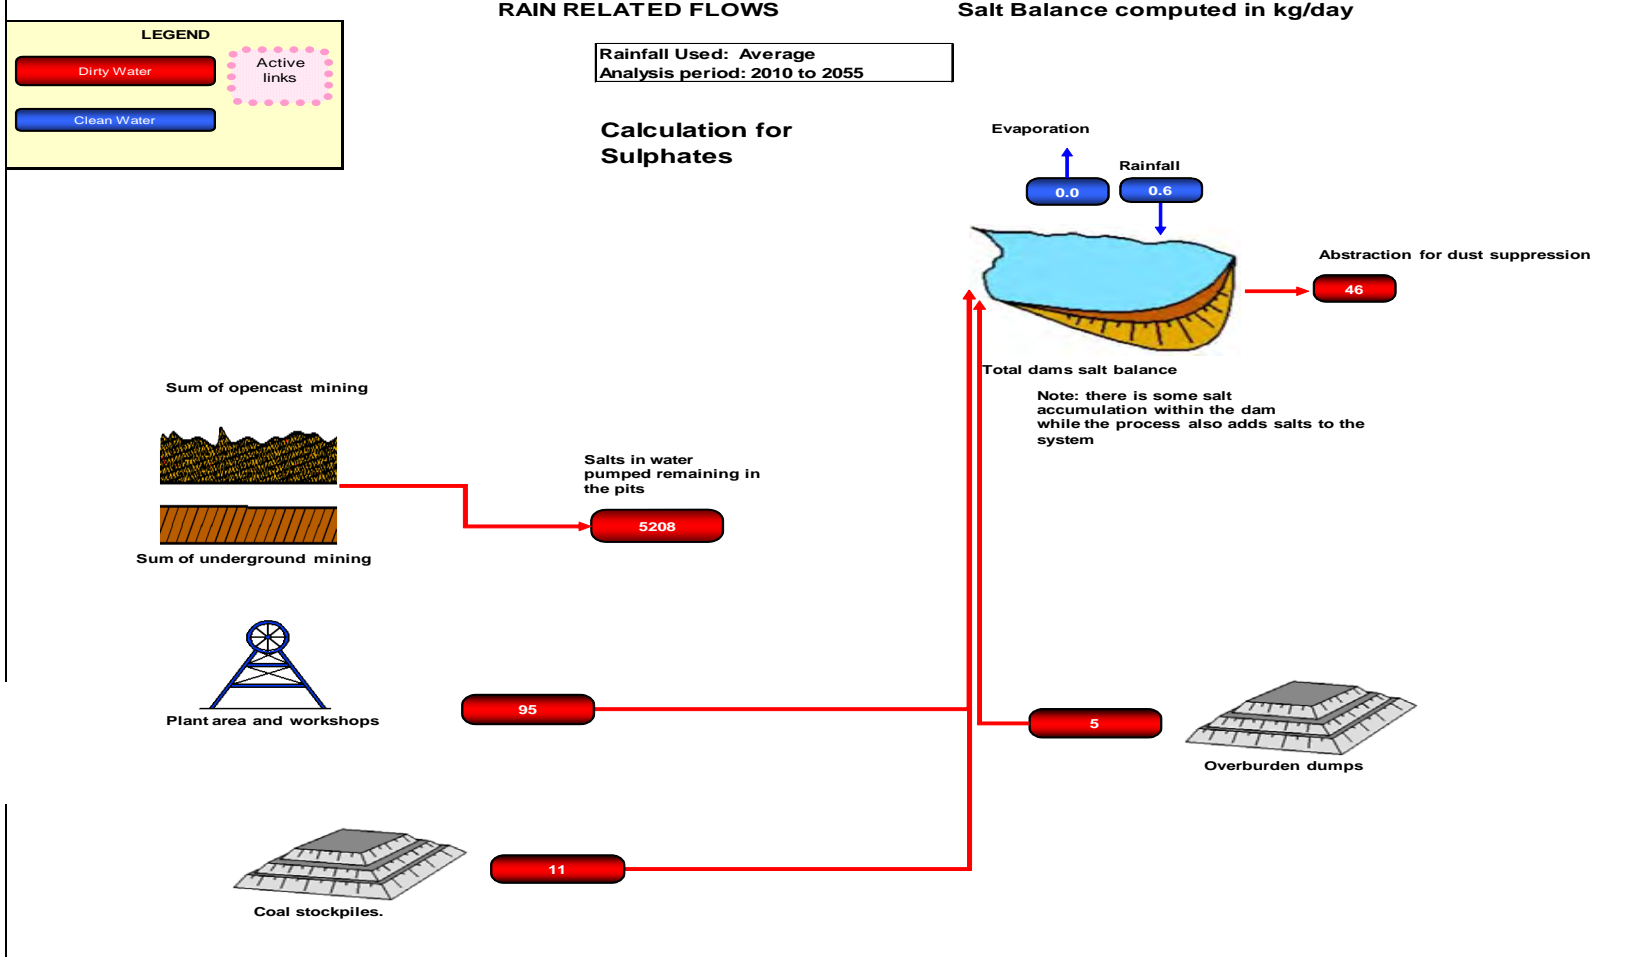 RAIN RELATED FLOWS
Salt Balance computed in kg/day
LEGEND
Dirty Water
Active
links
Clean Water
Rainfall Used:  Average
Analysis period: 2010 to 2055
Calculation for
Sulphates
Evaporation
Rainfall
0.0
0.6
Abstraction for dust suppression
46
Total dams salt balance
Note: there is some salt
accumulation within the dam
while the process also adds salts to the
system
Sum of opencast mining
Salts in water
pumped remaining in
the pits
5208
Sum of underground mining
95
Plant area and workshops
5
Overburden dumps
11
Coal stockpiles.